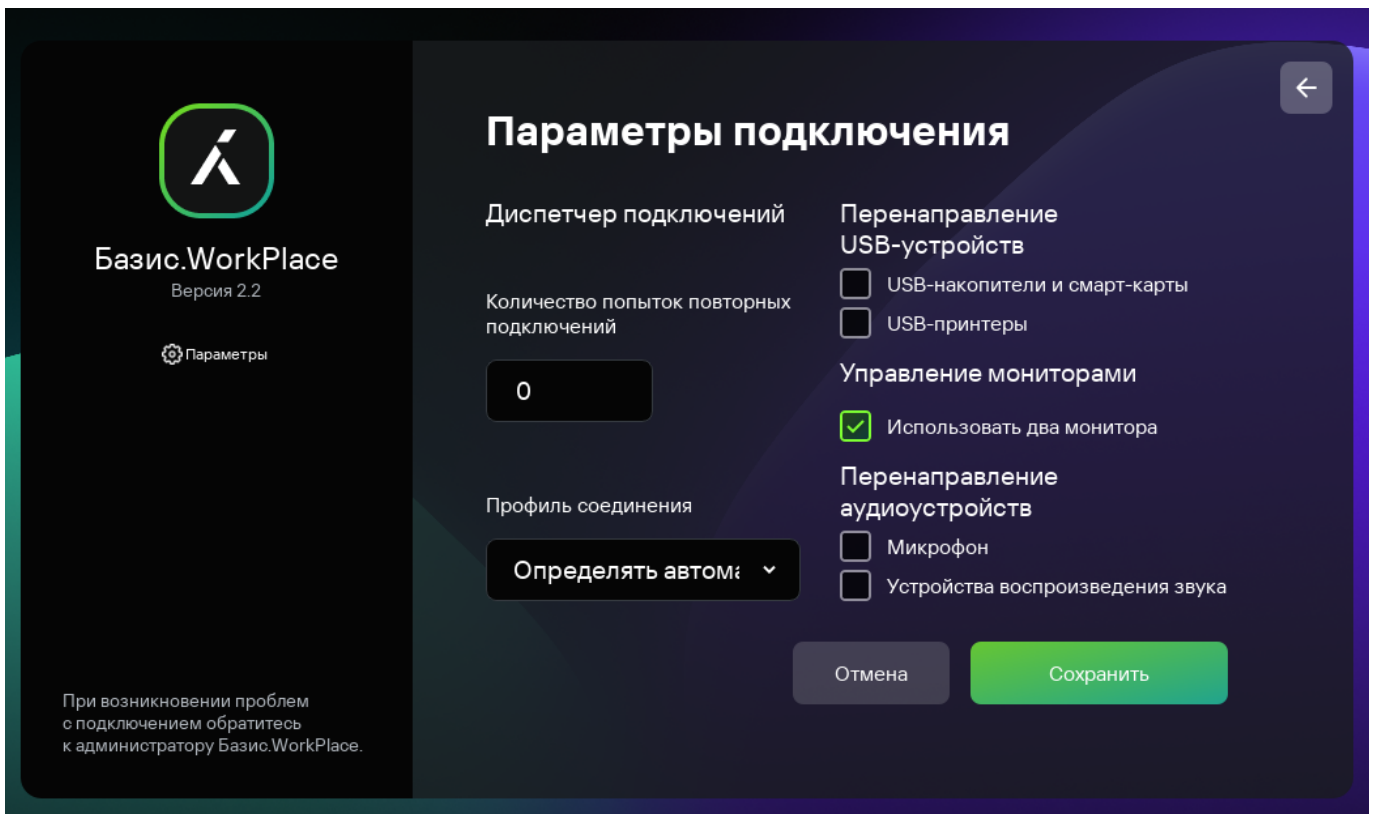 Базис.WorkPlace
Версия 2.2
Параметры
При возникновении проблем
с подключением обратитесь
к администратору Базис.WorkPlace.
Параметры подключения
Диспетчер подключений
Количество попыток повторных
подключений
0
Профиль соединения
Определять автома
Перенаправление
USB-устройств
USB-накопители и смарт-карты
USB-принтеры
Управление мониторами
Использовать два монитора
Перенаправление
аудиоустройств
Микрофон
Устройства воспроизведения звука
Отмена
Сохранить